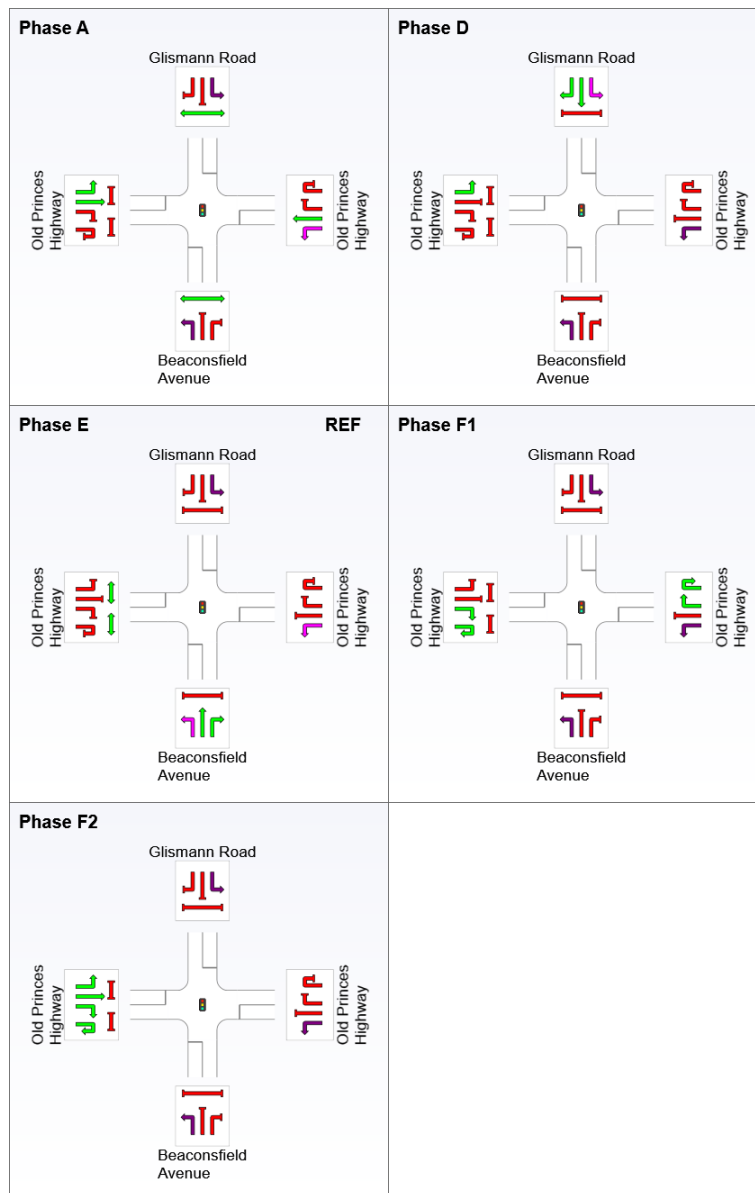 Phase A
Glismann Road
Old Princes
Highway
Old Princes
Highway
Beaconsfield
Avenue
Phase D
Glismann Road
Old Princes
Highway
Old Princes
Highway
Beaconsfield
Avenue
Phase E REF
Glismann Road
Old Princes
Highway
Old Princes
Highway
Beaconsfield
Avenue
Phase F1
Glismann Road
Old Princes
Highway
Old Princes
Highway
Beaconsfield
Avenue
Phase F2
Glismann Road
Old Princes
Highway
Old Princes
Highway
Beaconsfield
Avenue